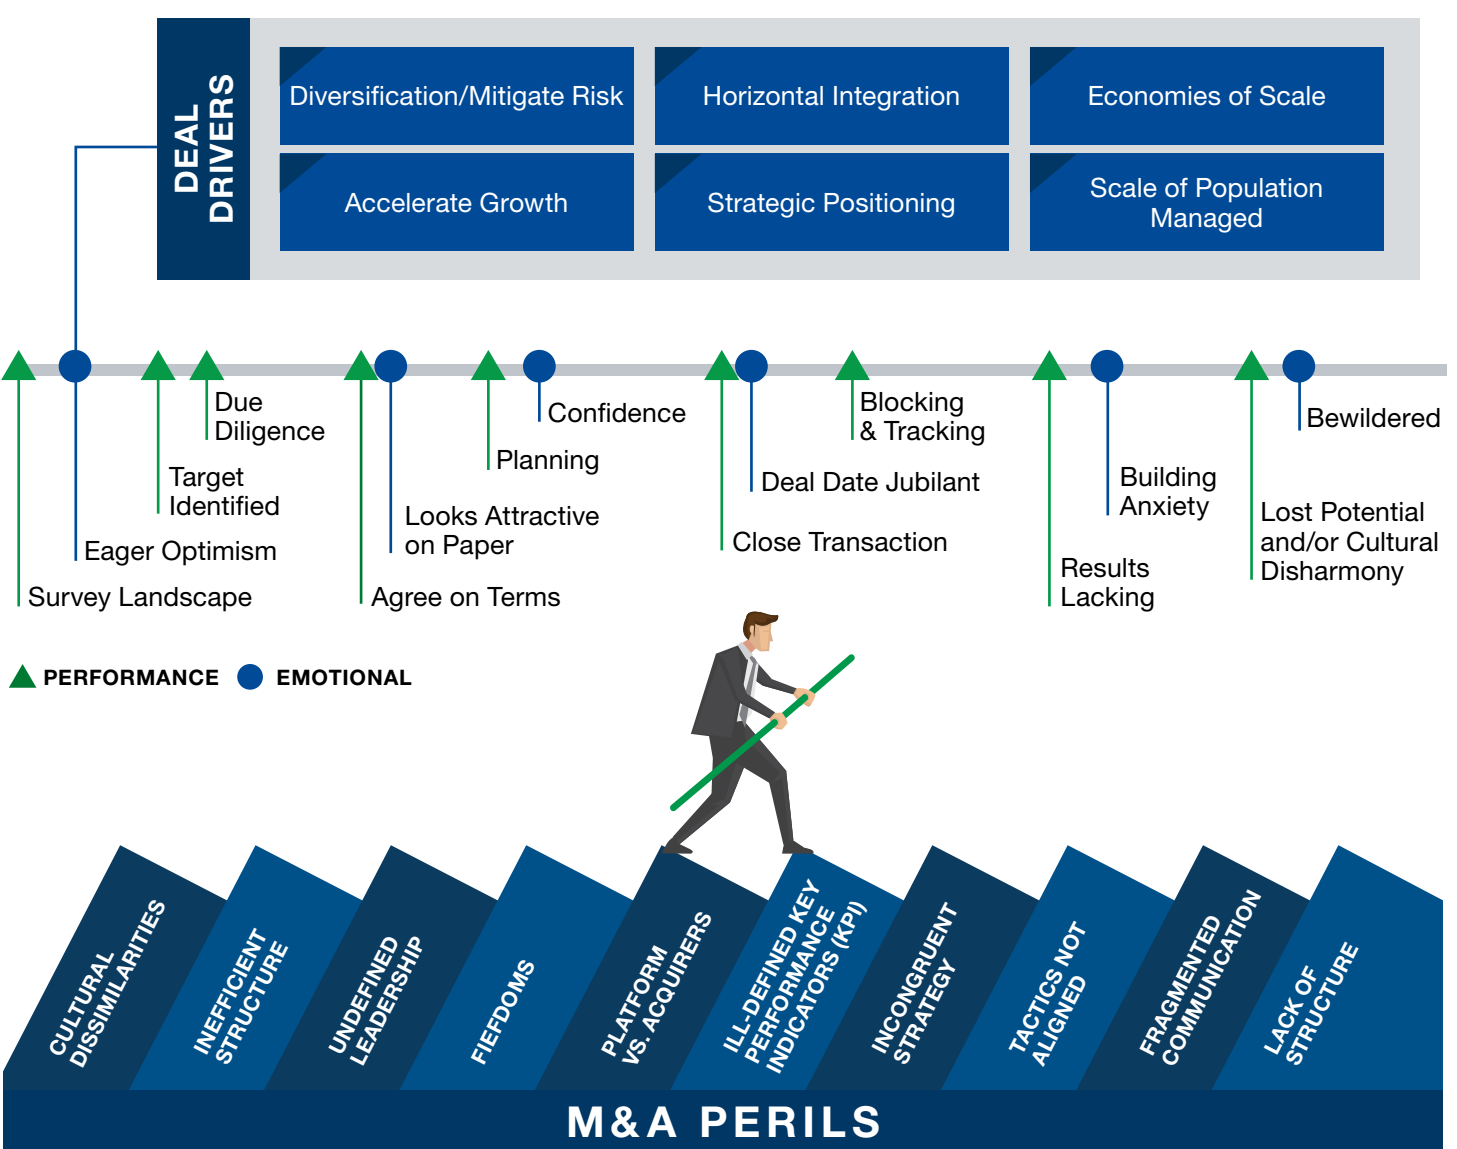 DEAL
DRIVERS
Diversification/Mitigate Risk
Horizontal Integration
Economies of Scale
Accelerate Growth
Strategic Positioning
Scale of Population
Managed
Survey Landscape
Eager Optimism
Target
Identified
Due
Diligence
Agree on Terms
Looks Attractive
on Paper
Planning
Confidence
Close Transaction
Deal Date Jubilant
Blocking
& Tracking
Results
Lacking
Building
Anxiety
Lost Potential
and/or Cultural
Disharmony
Bewildered
PERFORMANCE
EMOTIONAL
CULTURAL
DISSIMILARITIES
INEFFICIENT
STRUCTURE
UNDEFINED
LEADERSHIP
FIEFDOMS
PLATFORM
VS. ACQUIRERS
ILL-DEFINED KEY
PERFORMANCE
INDICATORS (KPI)
INCONGRUENT
STRATEGY
TACTICS NOT
ALIGNED
FRAGMENTED
COMMUNICATION
LACK OF
STRUCTURE
M&A PERILS